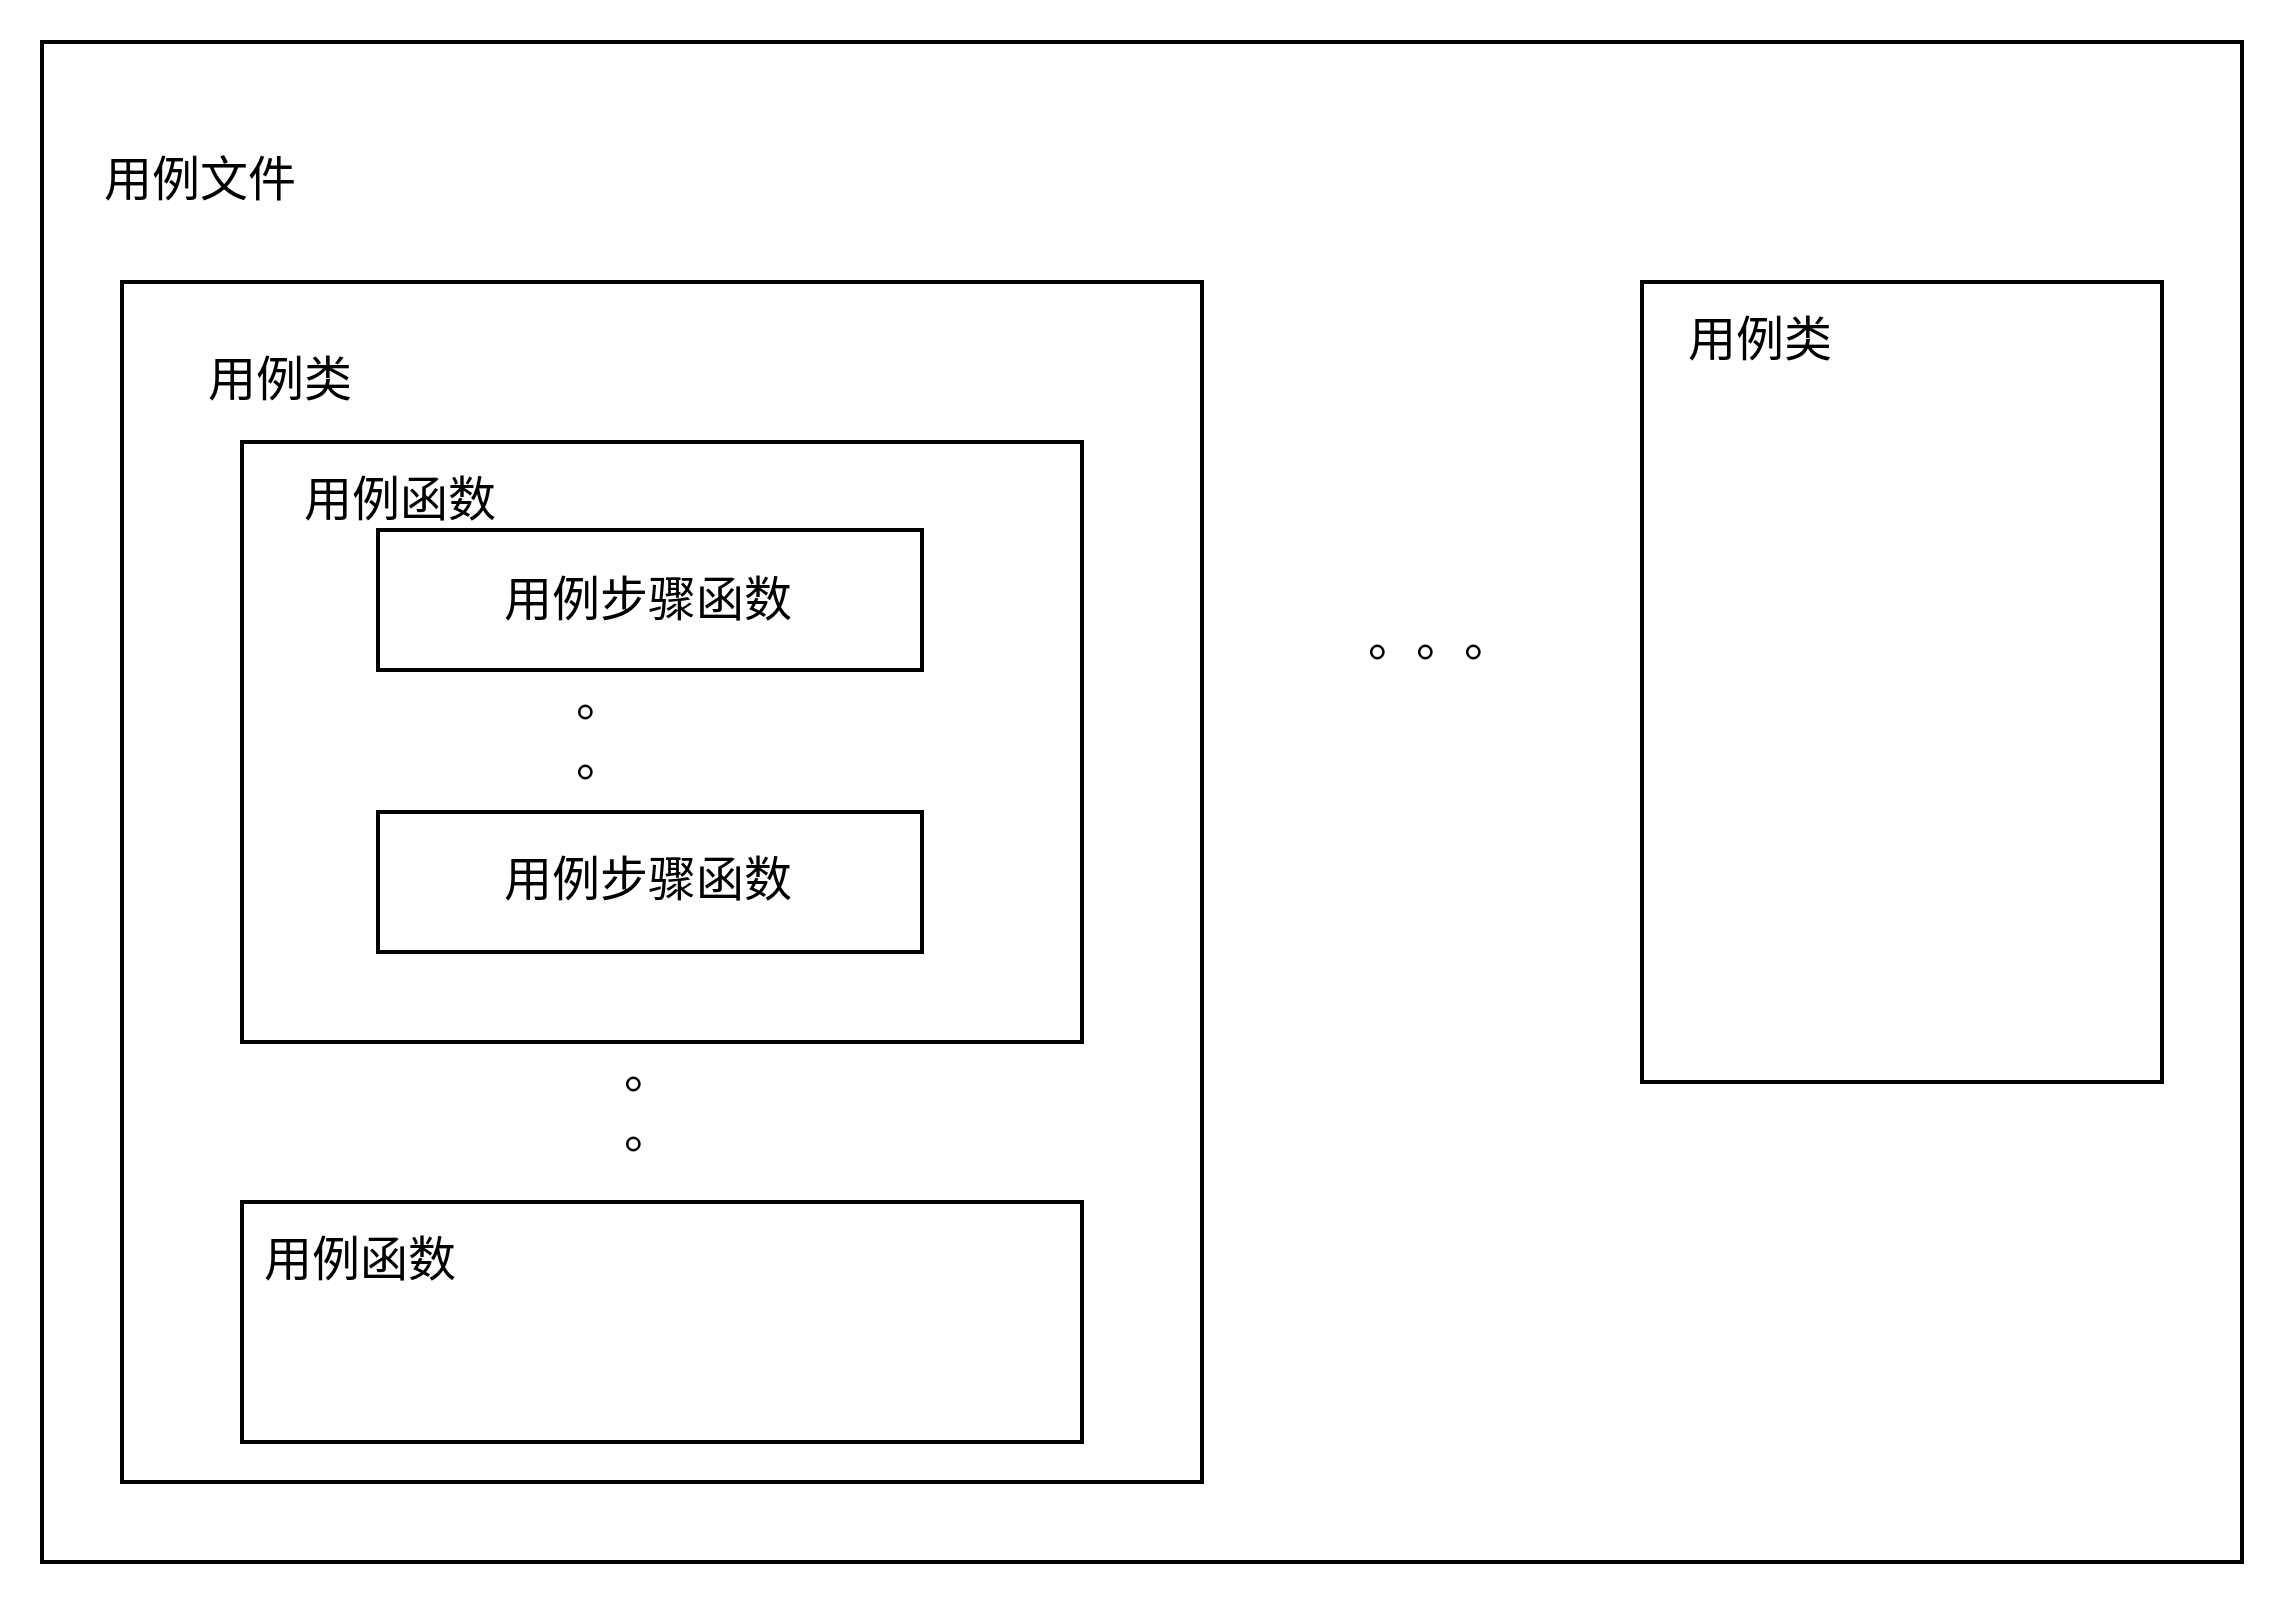 用例文件
用例类
用例函数
用例步骤函数
。
。
用例步骤函数
。
。
用例函数
。。。
用例类